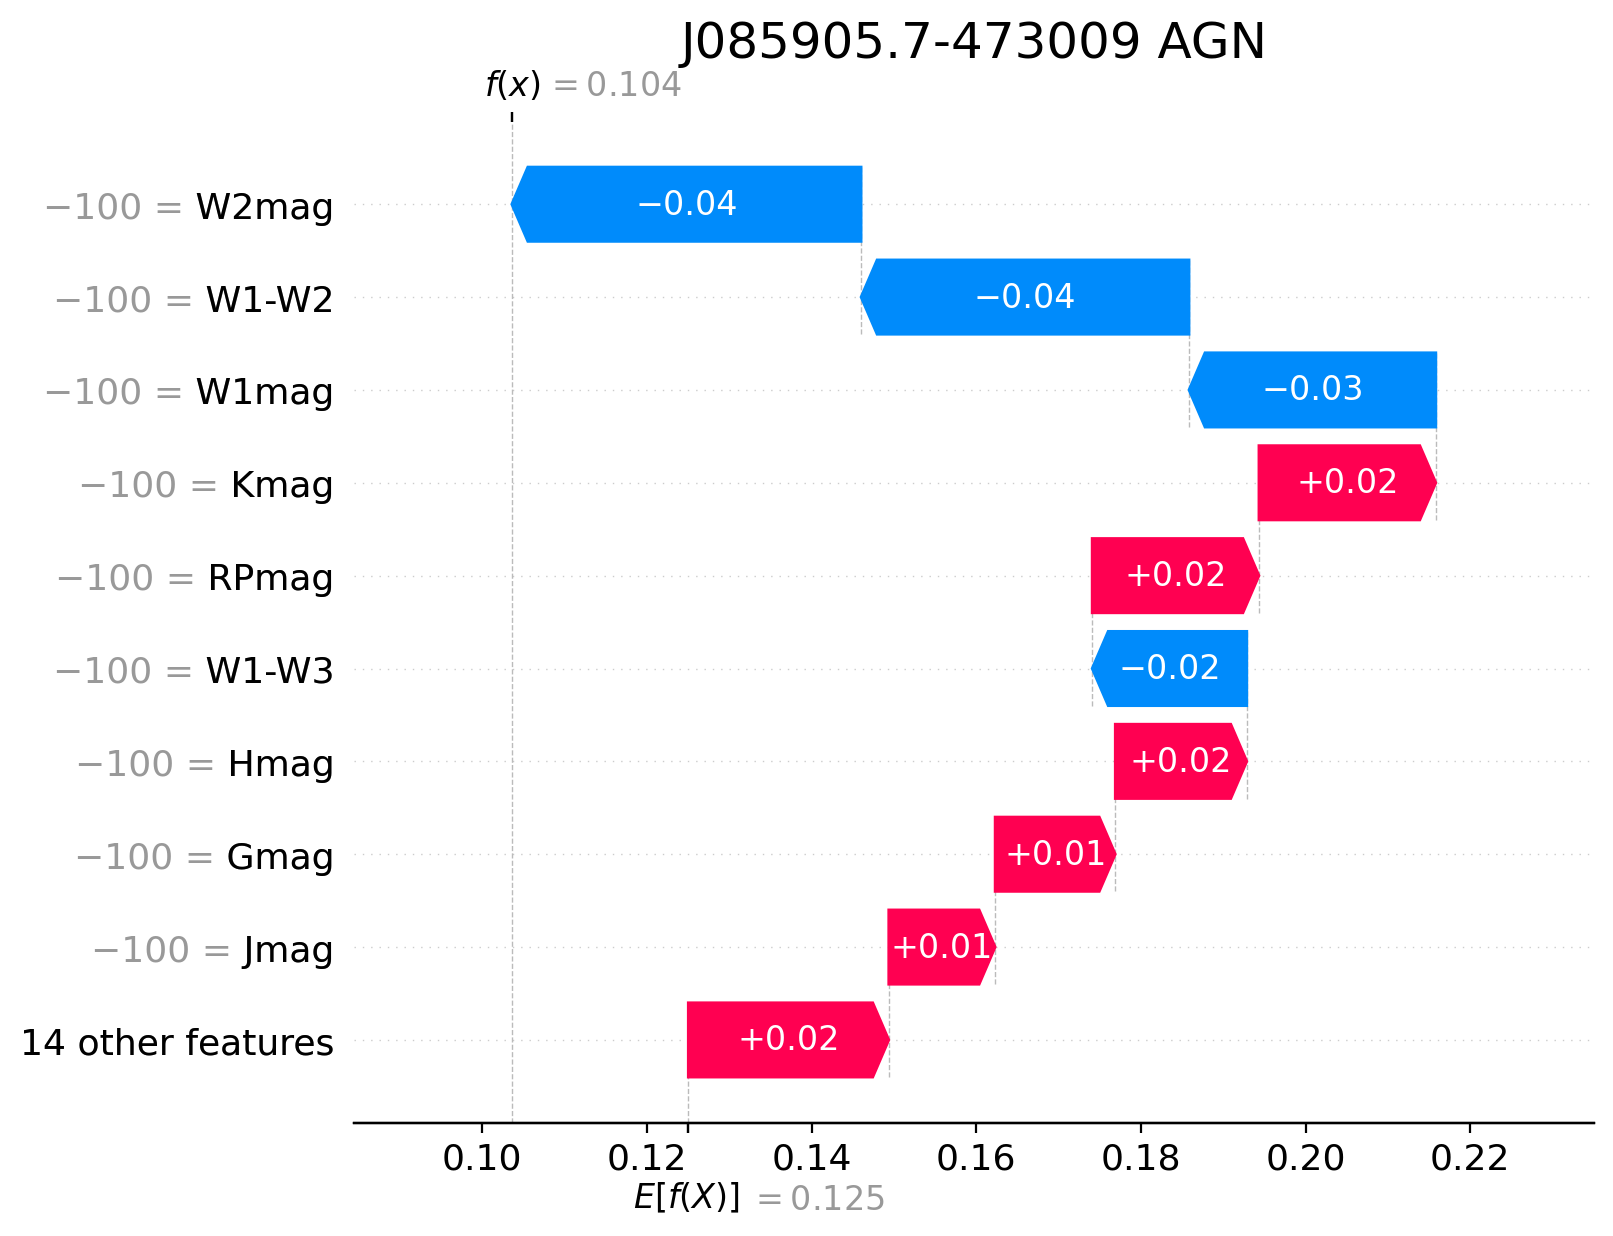 J085905.7-473009 AGN
f(x) = 0.104
−100 = W2mag −0.04
−100 = W1-W2 −0.04
−100 = W1mag −0.03
−100 = Kmag +0.02
−100 = RPmag +0.02
−100 = W1-W3 −0.02
−100 = Hmag +0.02
−100 = Gmag +0.01
−100 = Jmag +0.01
14 other features +0.02
0.10 0.12 0.14 0.16 0.18 0.20 0.22
E[f(X)] = 0.125